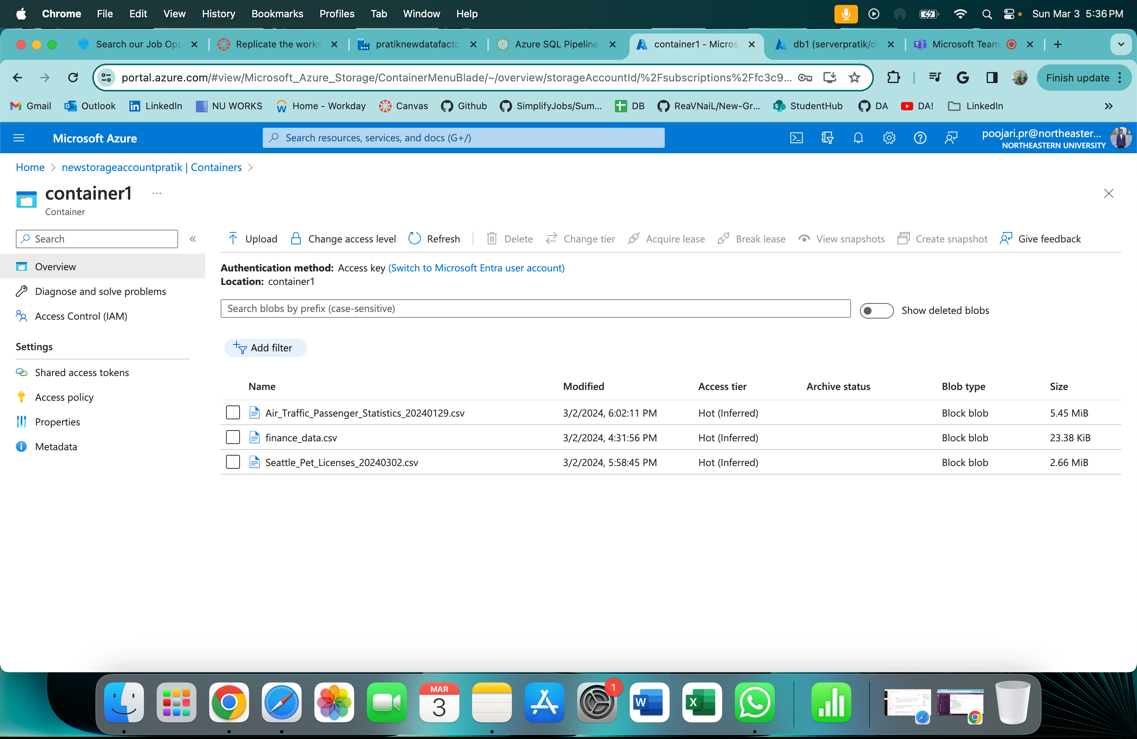 Chrome File Edit View History Bookmarks Profiles Tab Window Help Sun Mar 3 5:36 PM
Search our Job Op Replicate the works pratiknewdatafacto Azure SQL Pipeline container1 - Micros db1 (serverpratik/d Microsoft Team
portal.azure.com/#view/Microsoft_Azure_Storage/ContainerMenuBlade/~/overview/storageAccountId/%2Fsubscriptions%2Ffc3c9... Finish update
Gmail Outlook LinkedIn NU WORKS Home - Workday Canvas Github SimplifyJobs/Sum... DB ReaVNaiL/New-Gr... StudentHub DA DA! LinkedIn »
Microsoft Azure Search resources, services, and docs (G+/) poojari.pr@northeaster...
NORTHEASTERN UNIVERSITY
Home > newstorageaccountpratik | Containers >
container1 ...
Container
Search « Upload Change access level Refresh Delete Change tier Acquire lease Break lease View snapshots Create snapshot Give feedback
Overview
Diagnose and solve problems
Access Control (IAM)
Settings
Shared access tokens
Access policy
Properties
Metadata
Authentication method: Access key (Switch to Microsoft Entra user account)
Location: container1
Search blobs by prefix (case-sensitive) Show deleted blobs
Add filter
Name Modified Access tier Archive status Blob type Size
Air_Traffic_Passenger_Statistics_20240129.csv 3/2/2024, 6:02:11 PM Hot (Inferred) Block blob 5.45 MiB
finance_data.csv 3/2/2024, 4:31:56 PM Hot (Inferred) Block blob 23.38 KiB
Seattle_Pet_Licenses_20240302.csv 3/2/2024, 5:58:45 PM Hot (Inferred) Block blob 2.66 MiB
MAR
3
1
W
X